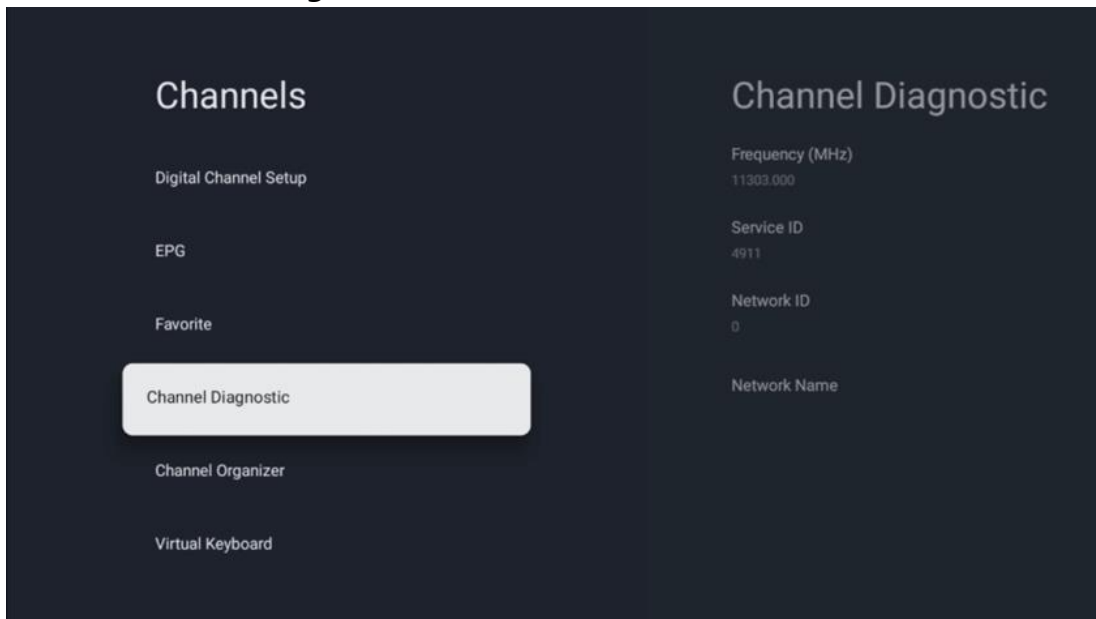 Channels
Digital Channel Setup
EPG
Favorite
Channel Diagnostic
Channel Organizer
Virtual Keyboard
Channel Diagnostic
Frequency (MHz)
11303.000
Service ID
4911
Network ID
0
Network Name